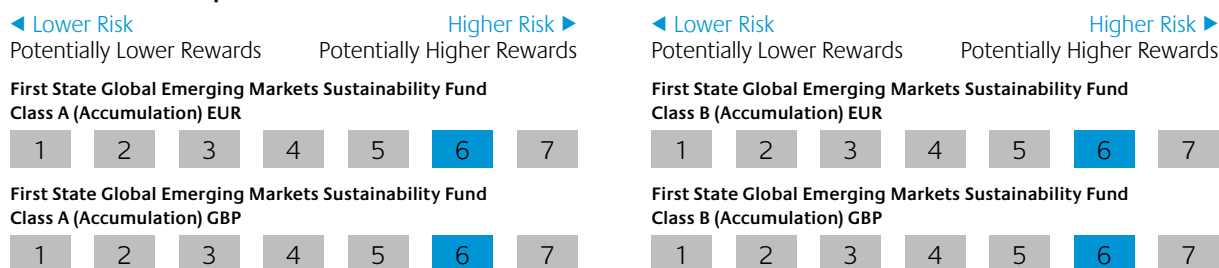 ◀ Lower Risk Higher Risk ▶
Potentially Lower Rewards Potentially Higher Rewards
First State Global Emerging Markets Sustainability Fund
Class A (Accumulation) EUR
1 2 3 4 5 6 7
First State Global Emerging Markets Sustainability Fund
Class A (Accumulation) GBP
1 2 3 4 5 6 7
◀ Lower Risk Higher Risk ▶
Potentially Lower Rewards Potentially Higher Rewards
First State Global Emerging Markets Sustainability Fund
Class B (Accumulation) EUR
1 2 3 4 5 6 7
First State Global Emerging Markets Sustainability Fund
Class B (Accumulation) GBP
1 2 3 4 5 6 7